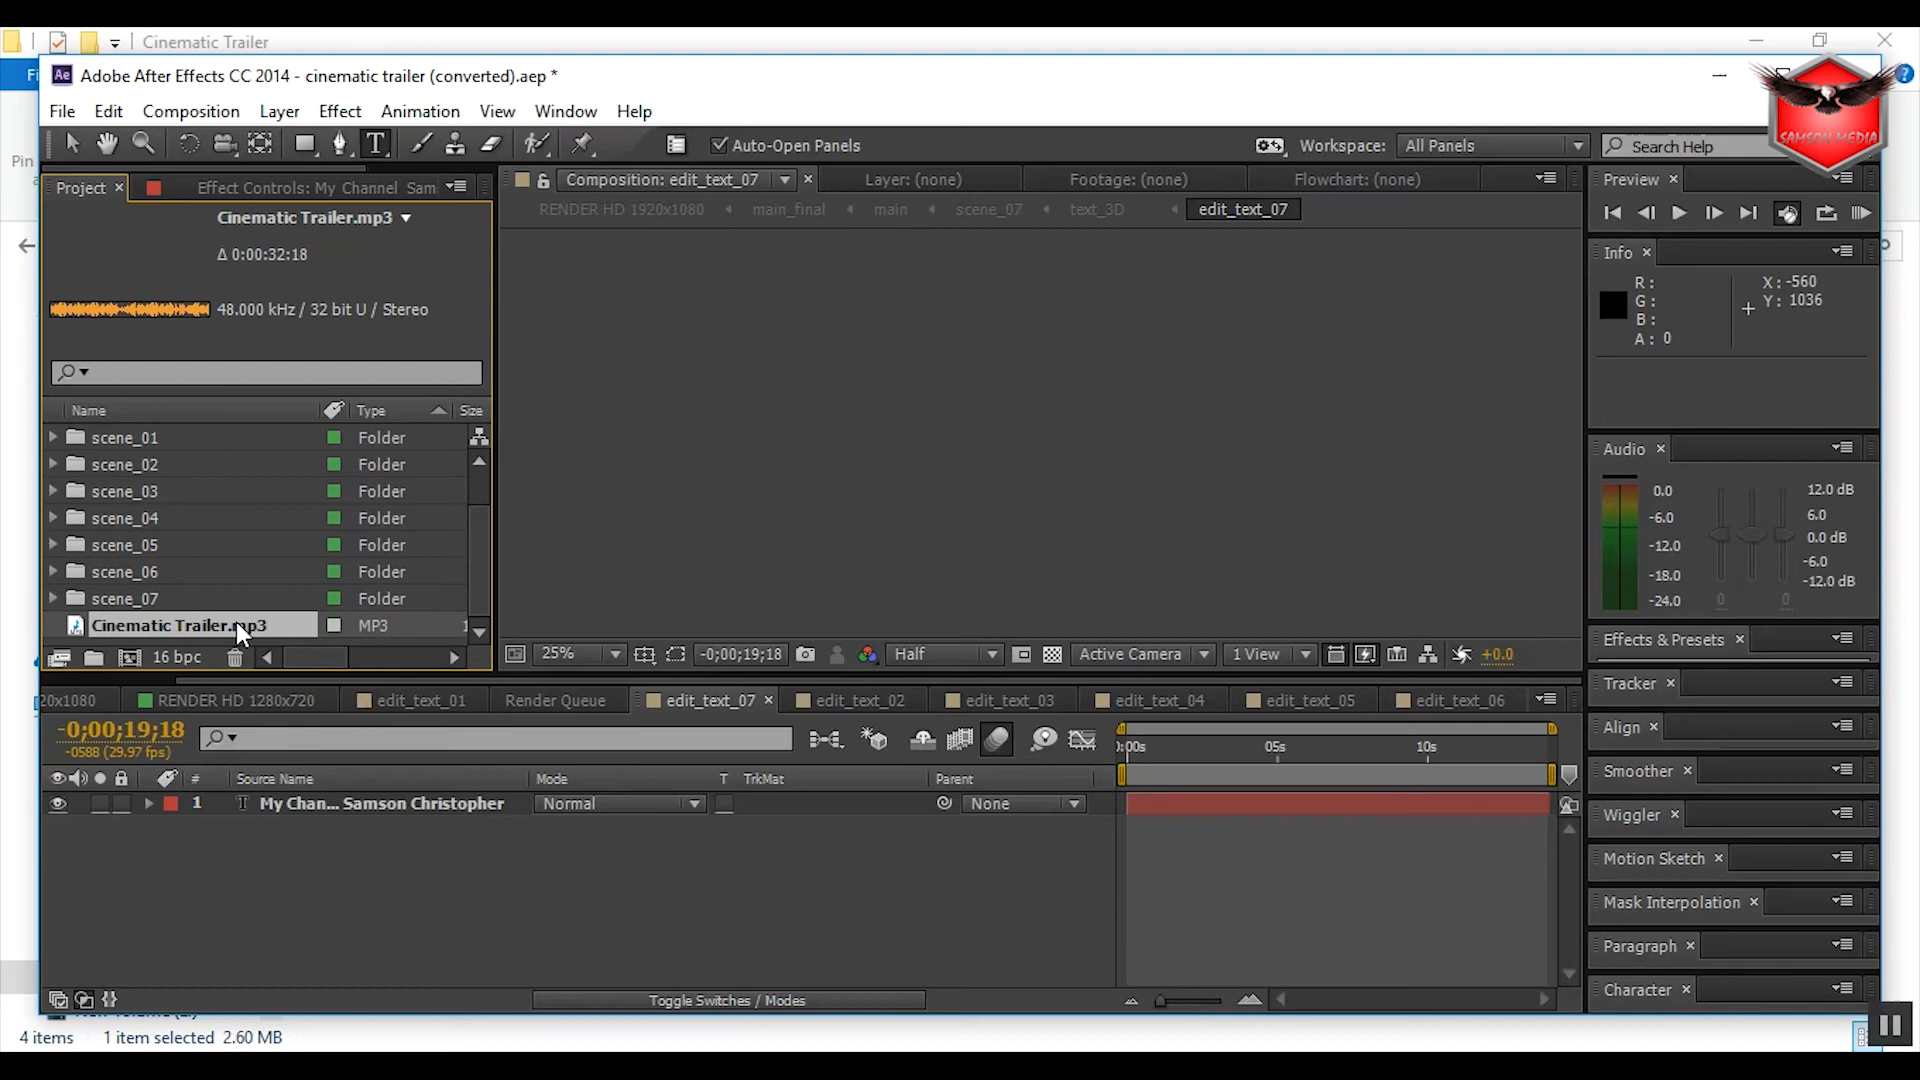 Cinematic Trailer
Adobe After Effects CC 2014 - cinematic trailer (converted).aep *
File Edit Composition Layer Effect Animation View Window Help
SAMSON MEDIA
Pin
Auto-Open Panels
Workspace: All Panels
Search Help
Project
Effect Controls: My Channel Sam
Composition: edit_text_07
Layer: (none)
Footage: (none)
Flowchart: (none)
Preview
RENDER HD 1920x1080 main_final main scene_07 text_3D edit_text_07
Cinematic Trailer.mp3
Δ 0:00:32:18
48.000 kHz / 32 bit U / Stereo
Info
R:
G:
B:
A: 0
X: -560
Y: 1036
Name Type Size
scene_01 Folder
scene_02 Folder
scene_03 Folder
scene_04 Folder
scene_05 Folder
scene_06 Folder
scene_07 Folder
Cinematic Trailer.mp3 MP3 1
16 bpc
Audio
0.0
-6.0
-12.0
-18.0
-24.0
12.0 dB
6.0
0.0 dB
-6.0
-12.0 dB
0 0
25% -0;00;19;18 Half Active Camera 1 View +0.0
Effects & Presets
Tracker
Align
Smoother
Wiggler
Motion Sketch
Mask Interpolation
Paragraph
Character
20x1080 RENDER HD 1280x720 edit_text_01 Render Queue edit_text_07 edit_text_02 edit_text_03 edit_text_04 edit_text_05 edit_text_06
-0;00;19;18
-0588 (29.97 fps)
):00s 05s 10s
# Source Name Mode T TrkMat Parent
1 T My Chan... Samson Christopher Normal None
Toggle Switches / Modes
4 items 1 item selected 2.60 MB